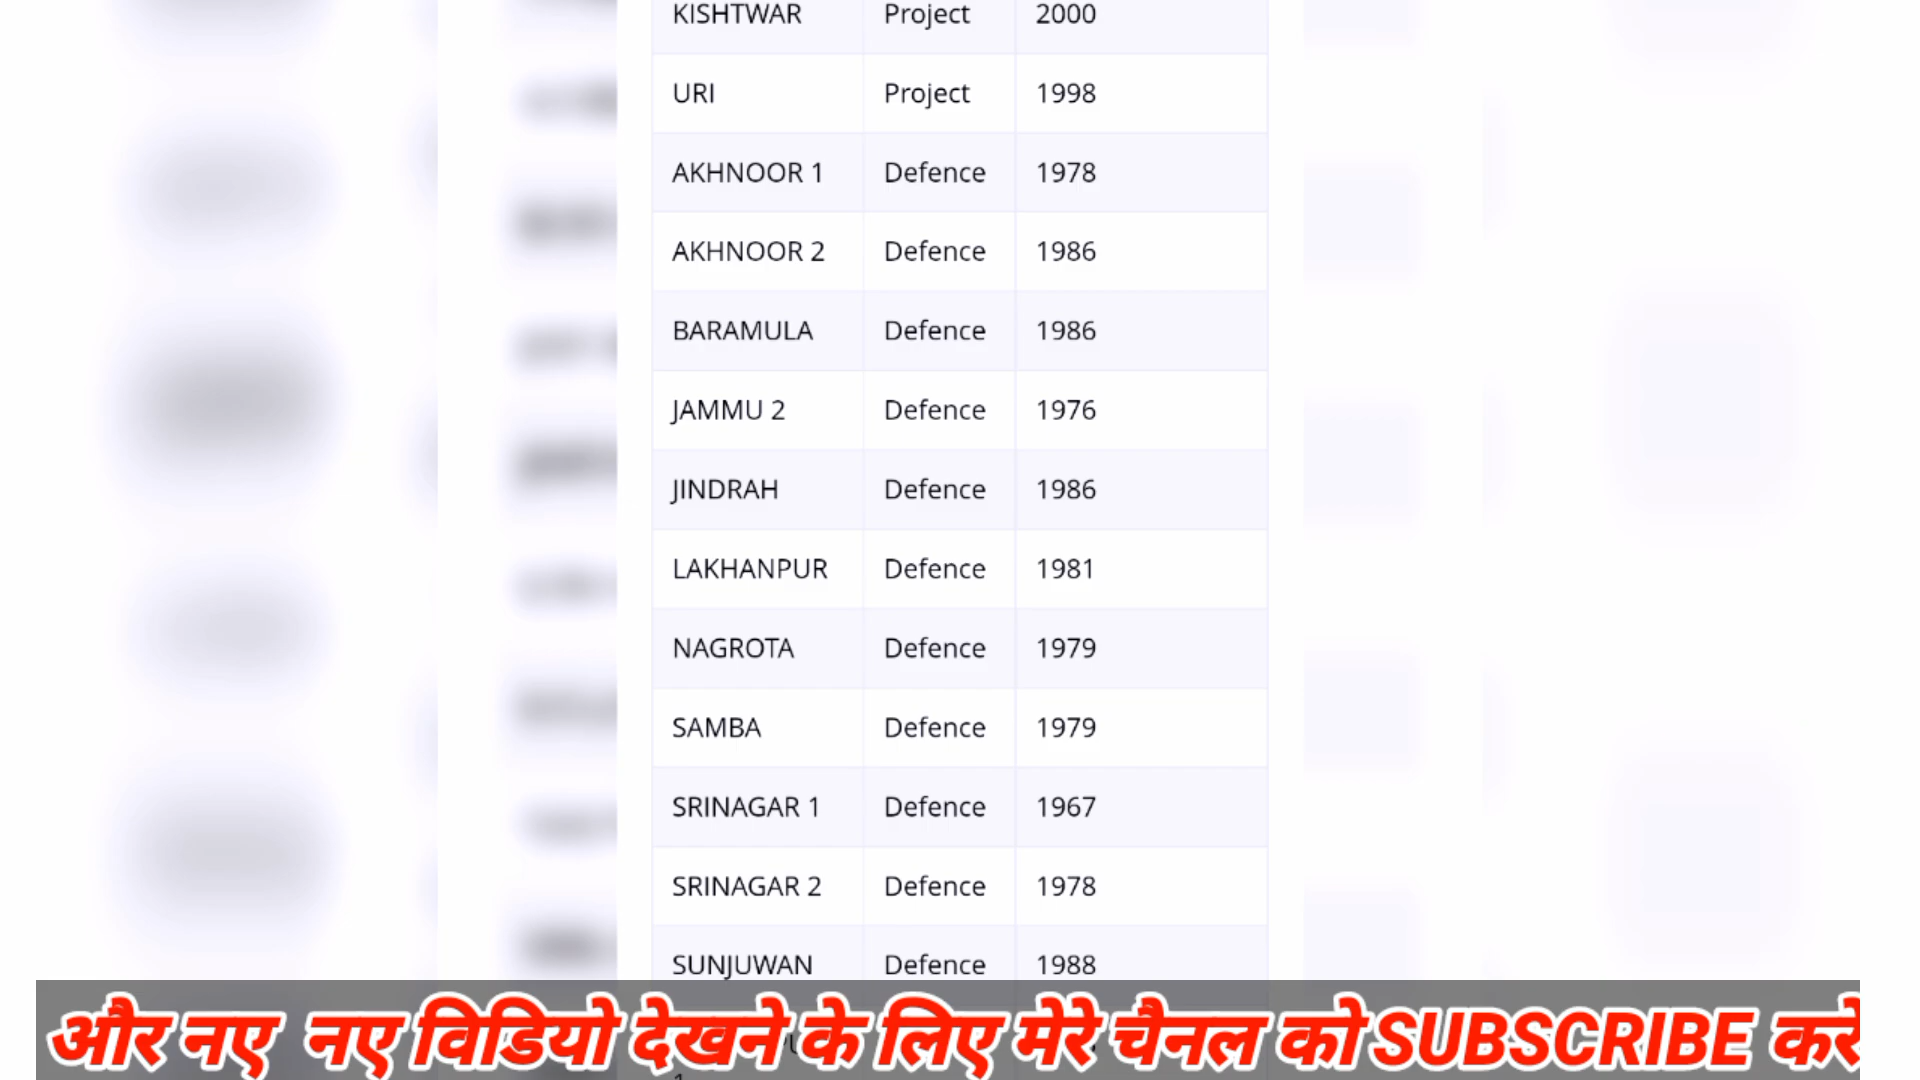 KISHTWAR Project 2000
URI Project 1998
AKHNOOR 1 Defence 1978
AKHNOOR 2 Defence 1986
BARAMULA Defence 1986
JAMMU 2 Defence 1976
JINDRAH Defence 1986
LAKHANPUR Defence 1981
NAGROTA Defence 1979
SAMBA Defence 1979
SRINAGAR 1 Defence 1967
SRINAGAR 2 Defence 1978
SUNJUWAN Defence 1988
और नए नए विडियो देखने के लिए मेरे चैनल को SUBSCRIBE करे